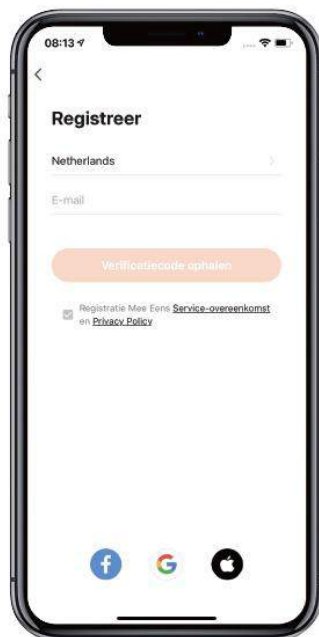 08:13
Registreer
Netherlands
E-mail
Verificatiecode ophalen
Registratie Mee Eens Service-overeenkomst
en Privacy Policy